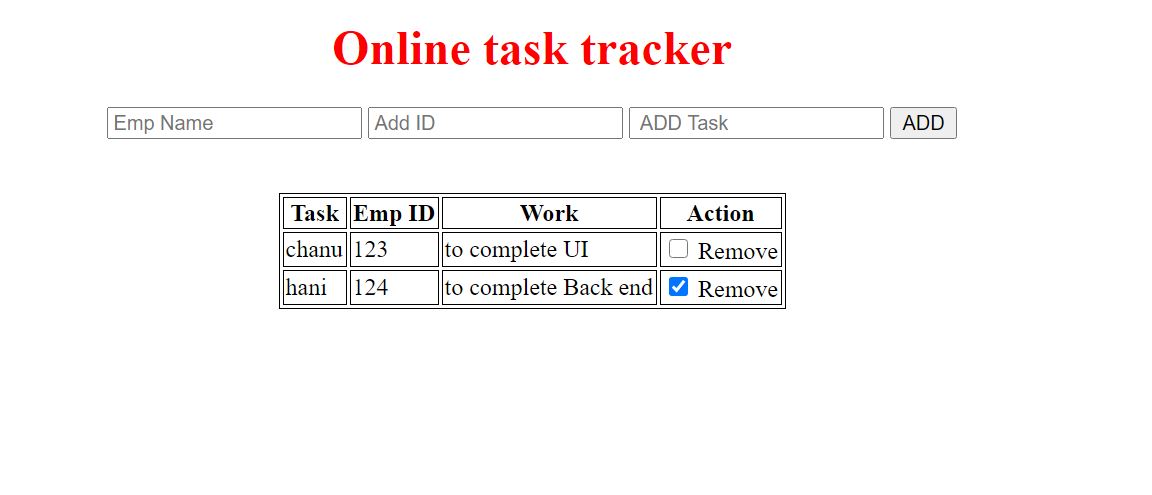 Online task tracker
Emp Name Add ID ADD Task ADD
Task Emp ID Work Action
chanu 123 to complete UI Remove
hani 124 to complete Back end Remove